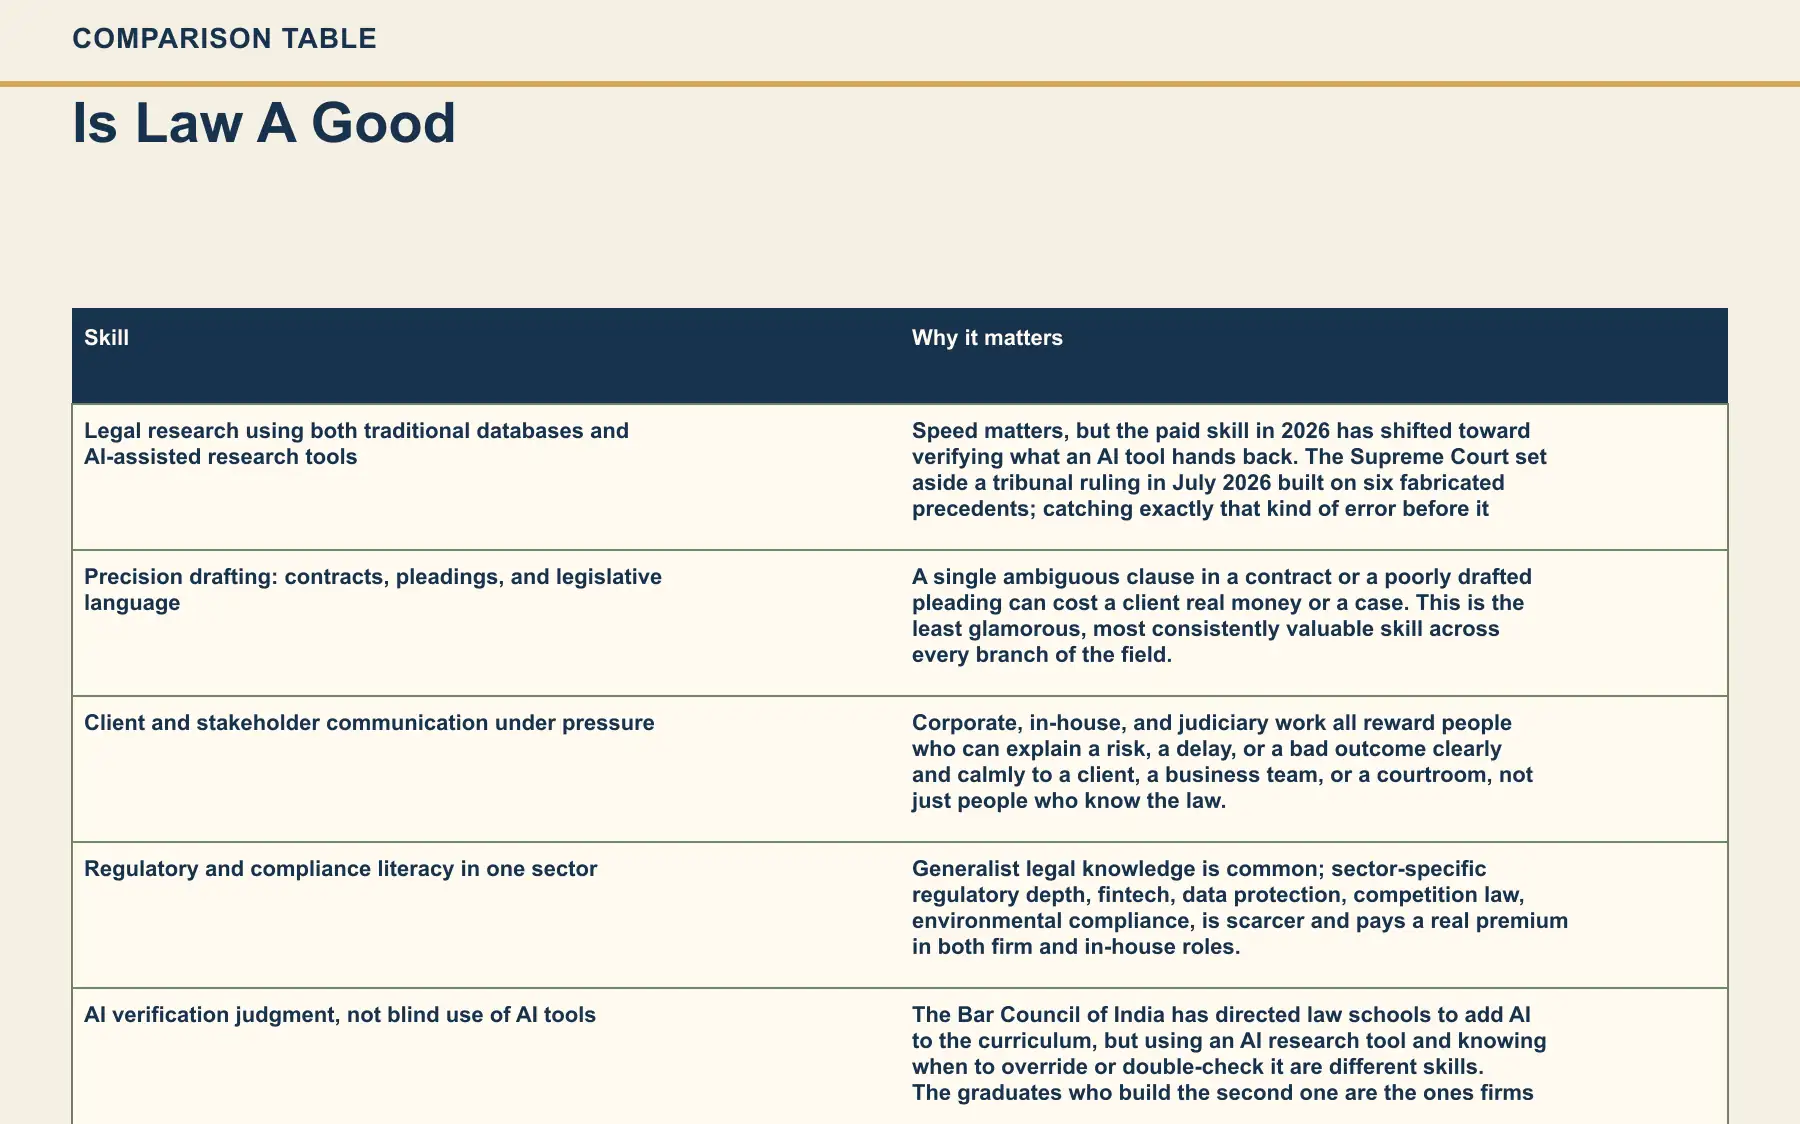 COMPARISON TABLE
Is Law A Good
Skill
Why it matters
Legal research using both traditional databases and
AI-assisted research tools
Speed matters, but the paid skill in 2026 has shifted toward
verifying what an AI tool hands back. The Supreme Court set
aside a tribunal ruling in July 2026 built on six fabricated
precedents; catching exactly that kind of error before it
Precision drafting: contracts, pleadings, and legislative
language
A single ambiguous clause in a contract or a poorly drafted
pleading can cost a client real money or a case. This is the
least glamorous, most consistently valuable skill across
every branch of the field.
Client and stakeholder communication under pressure
Corporate, in-house, and judiciary work all reward people
who can explain a risk, a delay, or a bad outcome clearly
and calmly to a client, a business team, or a courtroom, not
just people who know the law.
Regulatory and compliance literacy in one sector
Generalist legal knowledge is common; sector-specific
regulatory depth, fintech, data protection, competition law,
environmental compliance, is scarcer and pays a real premium
in both firm and in-house roles.
AI verification judgment, not blind use of AI tools
The Bar Council of India has directed law schools to add AI
to the curriculum, but using an AI research tool and knowing
when to override or double-check it are different skills.
The graduates who build the second one are the ones firms